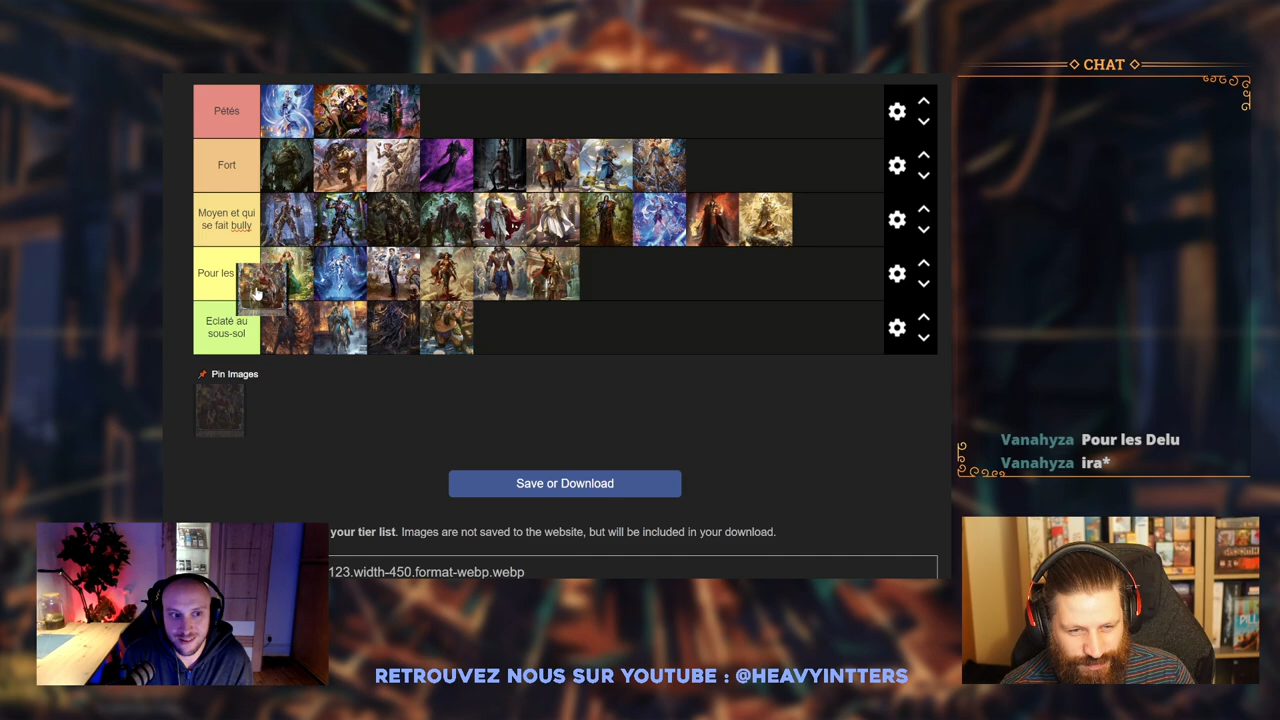 CHAT
Pétés
Fort
Moyen et qui
se fait bully
Pour les
Eclaté au
sous-sol
Pin Images
Save or Download
your tier list. Images are not saved to the website, but will be included in your download.
123.width-450.format-webp.webp
Vanahyza Pour les Delu
Vanahyza ira*
RETROUVEZ NOUS SUR YOUTUBE : @HEAVYINTTERS